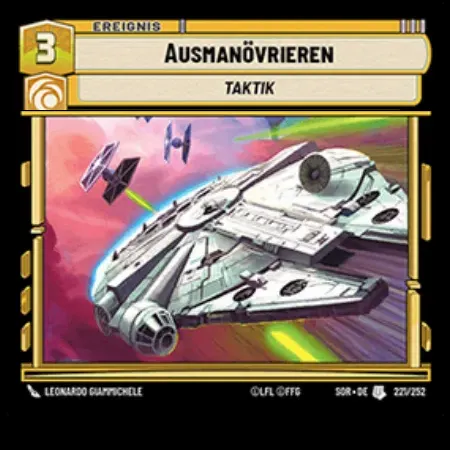 EREIGNIS
3
AUSMANÖVRIEREN
TAKTIK
LEONARDO GIAMMICHELE ©LFL ©FFG SOR • DE 221/252